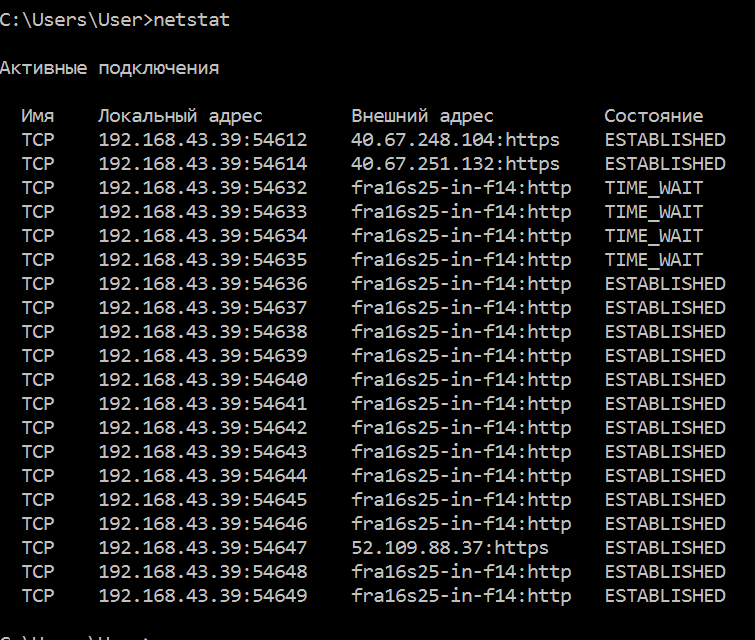 C:\Users\User>netstat
Активные подключения
Имя Локальный адрес Внешний адрес Состояние
TCP 192.168.43.39:54612 40.67.248.104:https ESTABLISHED
TCP 192.168.43.39:54614 40.67.251.132:https ESTABLISHED
TCP 192.168.43.39:54632 fra16s25-in-f14:http TIME_WAIT
TCP 192.168.43.39:54633 fra16s25-in-f14:http TIME_WAIT
TCP 192.168.43.39:54634 fra16s25-in-f14:http TIME_WAIT
TCP 192.168.43.39:54635 fra16s25-in-f14:http TIME_WAIT
TCP 192.168.43.39:54636 fra16s25-in-f14:http ESTABLISHED
TCP 192.168.43.39:54637 fra16s25-in-f14:http ESTABLISHED
TCP 192.168.43.39:54638 fra16s25-in-f14:http ESTABLISHED
TCP 192.168.43.39:54639 fra16s25-in-f14:http ESTABLISHED
TCP 192.168.43.39:54640 fra16s25-in-f14:http ESTABLISHED
TCP 192.168.43.39:54641 fra16s25-in-f14:http ESTABLISHED
TCP 192.168.43.39:54642 fra16s25-in-f14:http ESTABLISHED
TCP 192.168.43.39:54643 fra16s25-in-f14:http ESTABLISHED
TCP 192.168.43.39:54644 fra16s25-in-f14:http ESTABLISHED
TCP 192.168.43.39:54645 fra16s25-in-f14:http ESTABLISHED
TCP 192.168.43.39:54646 fra16s25-in-f14:http ESTABLISHED
TCP 192.168.43.39:54647 52.109.88.37:https ESTABLISHED
TCP 192.168.43.39:54648 fra16s25-in-f14:http ESTABLISHED
TCP 192.168.43.39:54649 fra16s25-in-f14:http ESTABLISHED